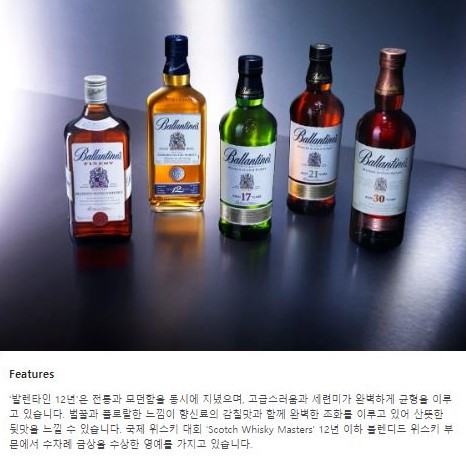 Ballantine's
FINEST
Ballantine's
12
Ballantine's
17
Ballantine's
21
Ballantine's
30
Features
'발렌타인 12년'은 전통과 모던함을 동시에 지녔으며, 고급스러움과 세련미가 완벽하게 균형을 이루
고 있습니다. 벌꿀과 플로랄한 느낌이 향신료의 감칠맛과 함께 완벽한 조화를 이루고 있어 산뜻한
뒷맛을 느낄 수 있습니다. 국제 위스키 대회 'Scotch Whisky Masters' 12년 이하 블렌디드 위스키 부
문에서 수차례 금상을 수상한 영예를 가지고 있습니다.